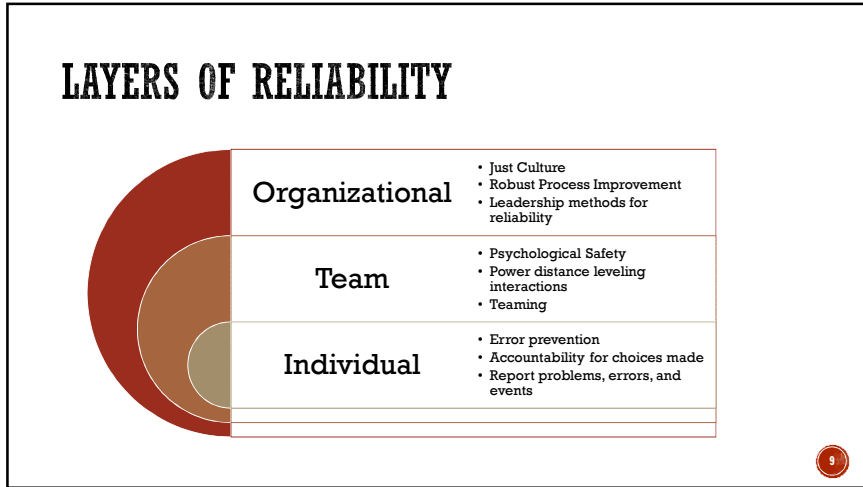 LAYERS OF RELIABILITY
Organizational
• Just Culture
• Robust Process Improvement
• Leadership methods for
reliability
Team
• Psychological Safety
• Power distance leveling
interactions
• Teaming
Individual
• Error prevention
• Accountability for choices made
• Report problems, errors, and
events
9